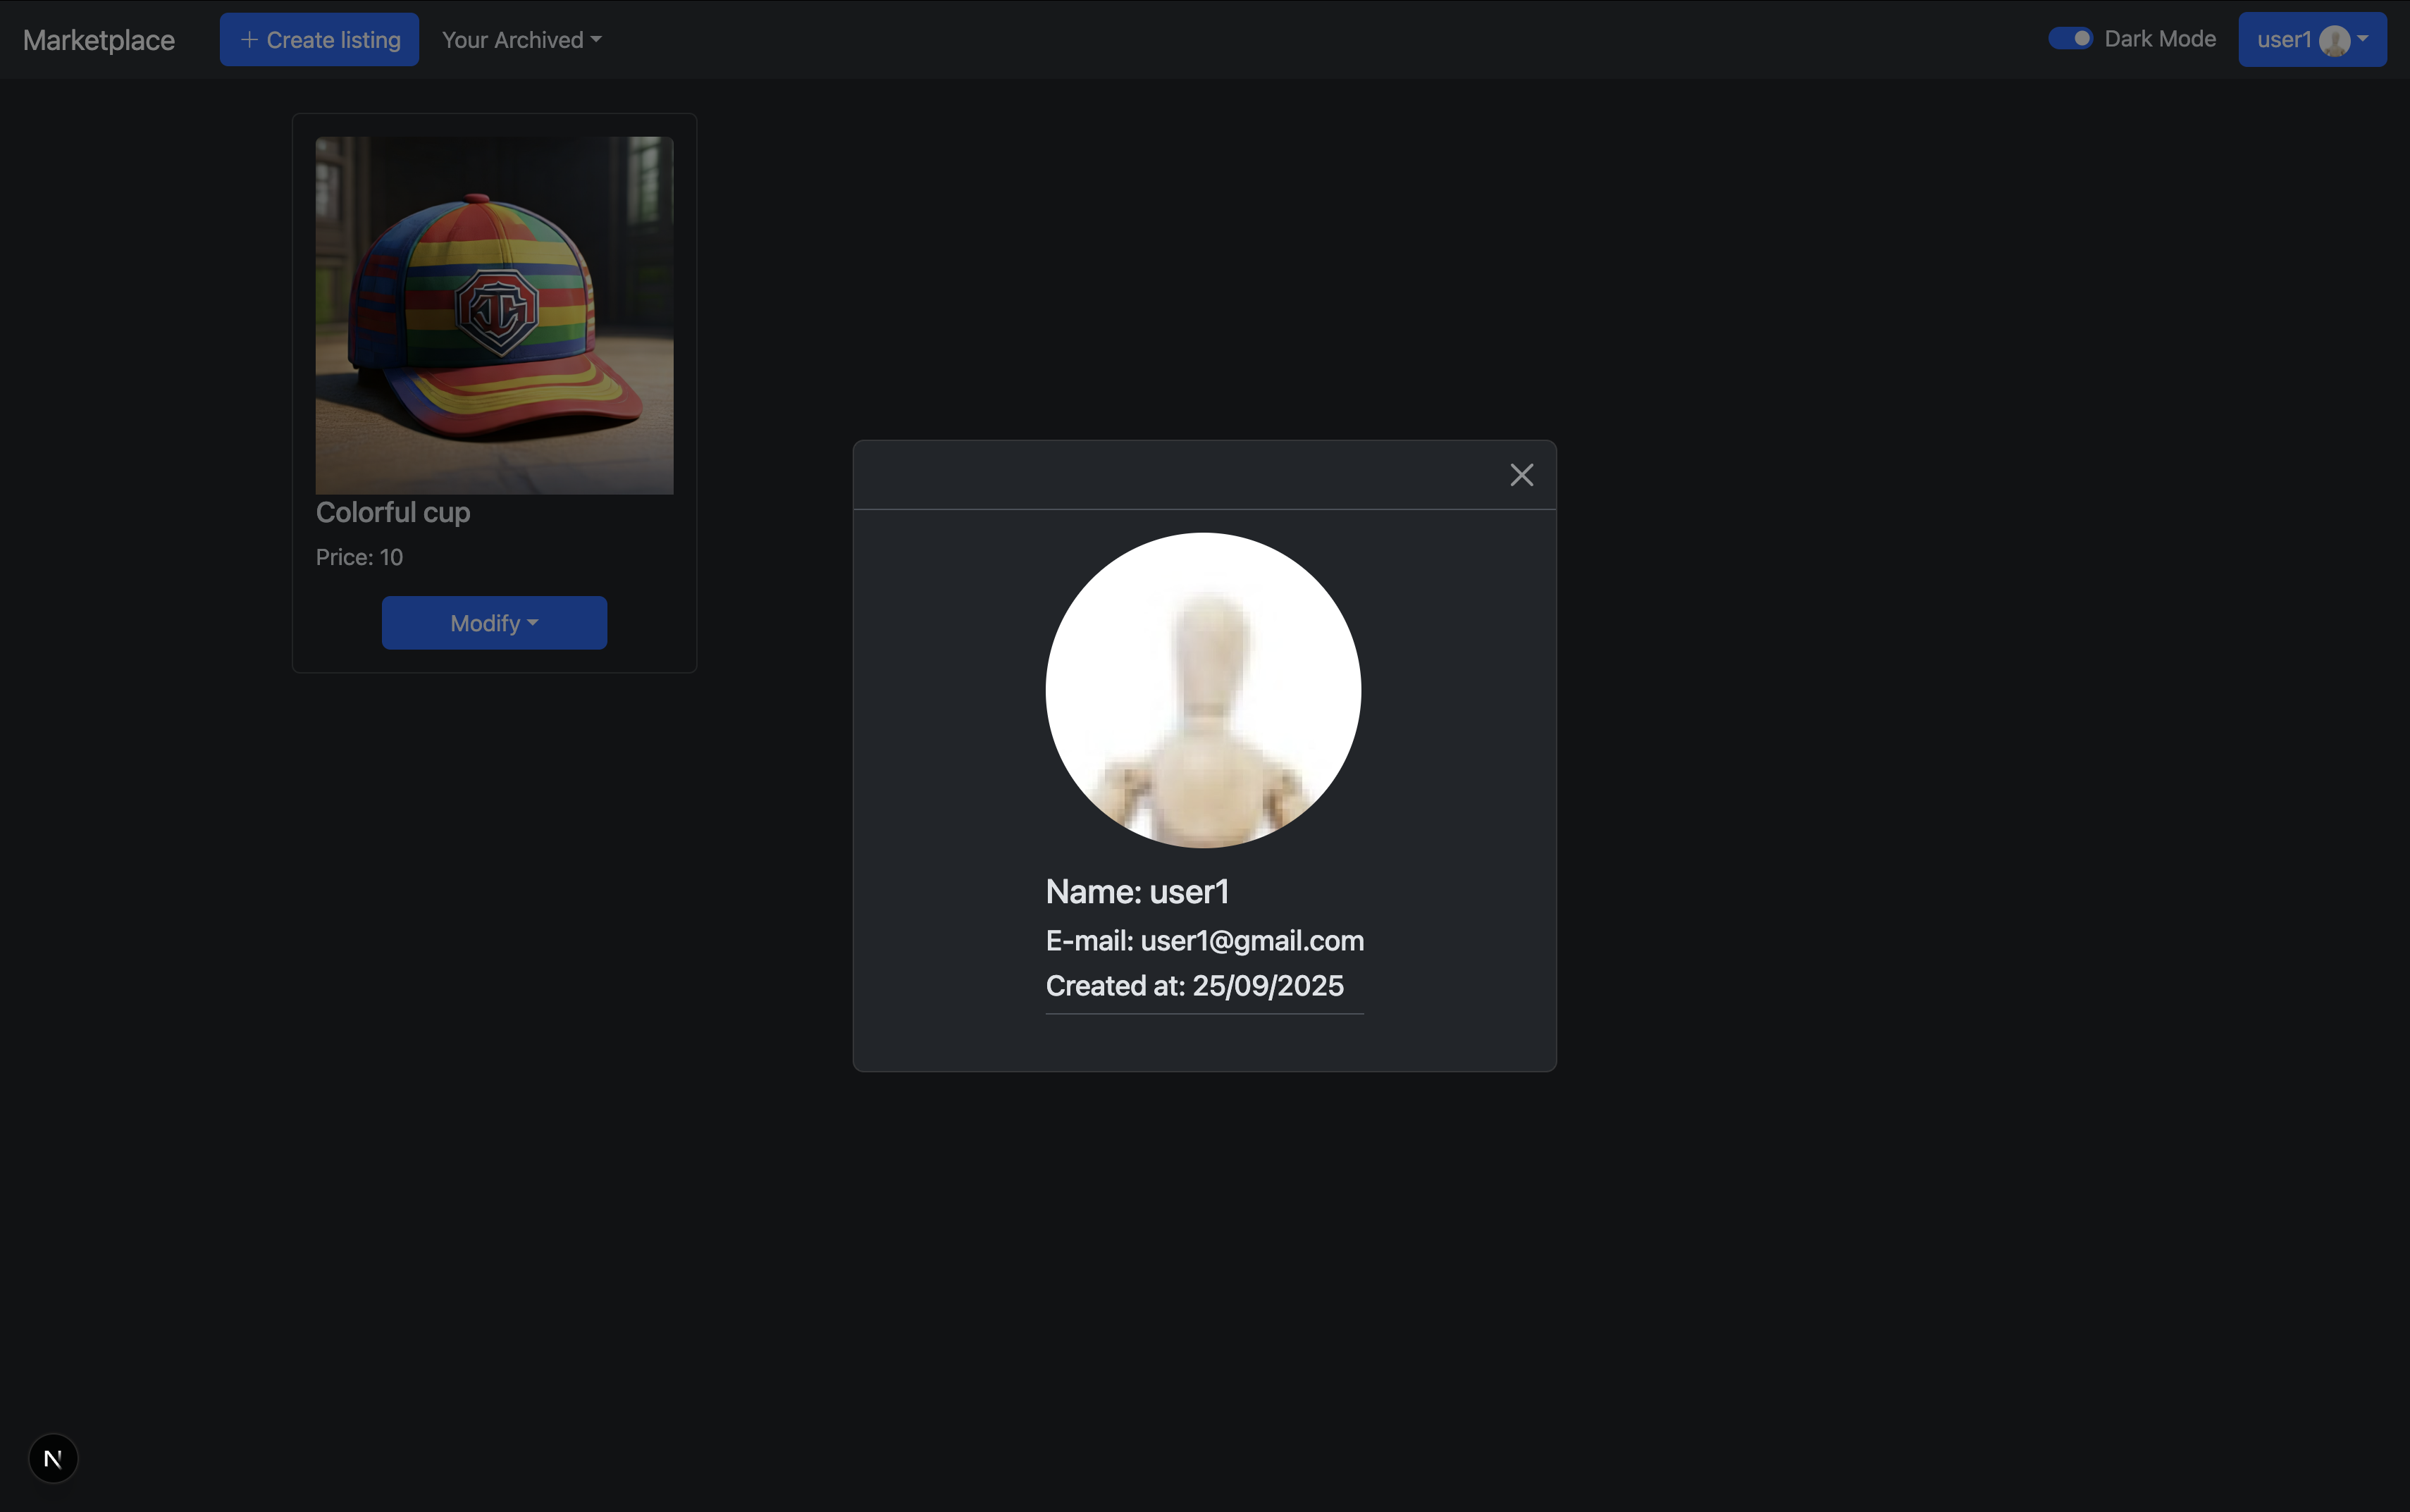 Marketplace
+ Create listing
Your Archived
Dark Mode
user1
Colorful cup
Price: 10
Modify
Name: user1
E-mail: user1@gmail.com
Created at: 25/09/2025
N